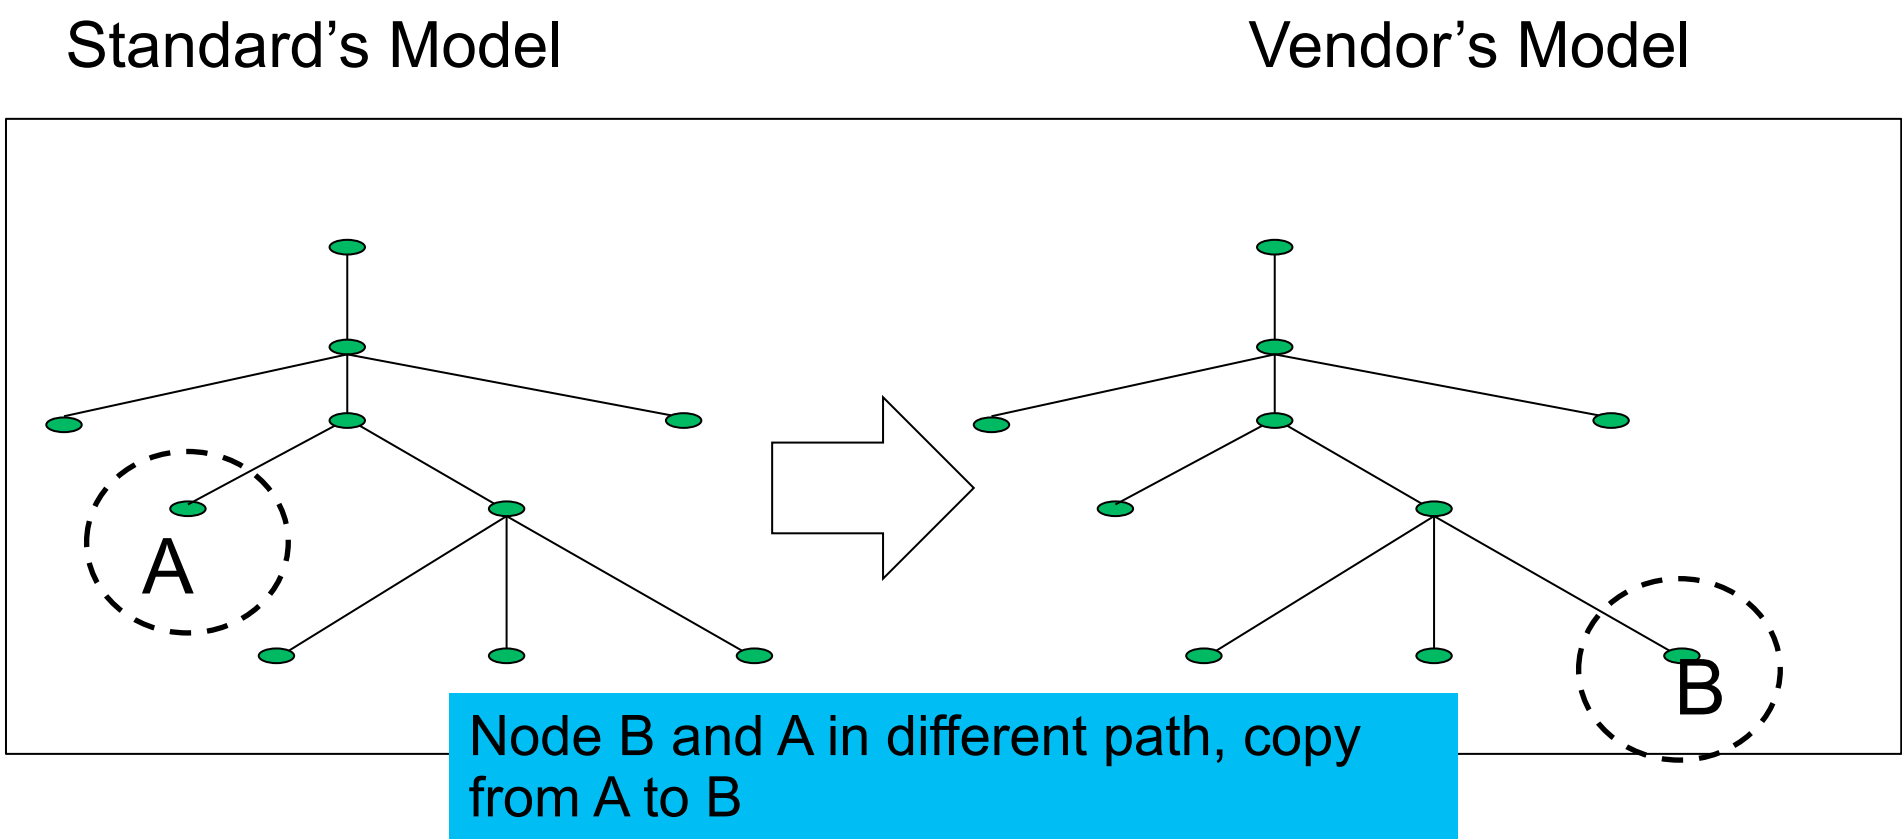 Standard’s Model
Vendor’s Model
A
B
Node B and A in different path, copy
from A to B